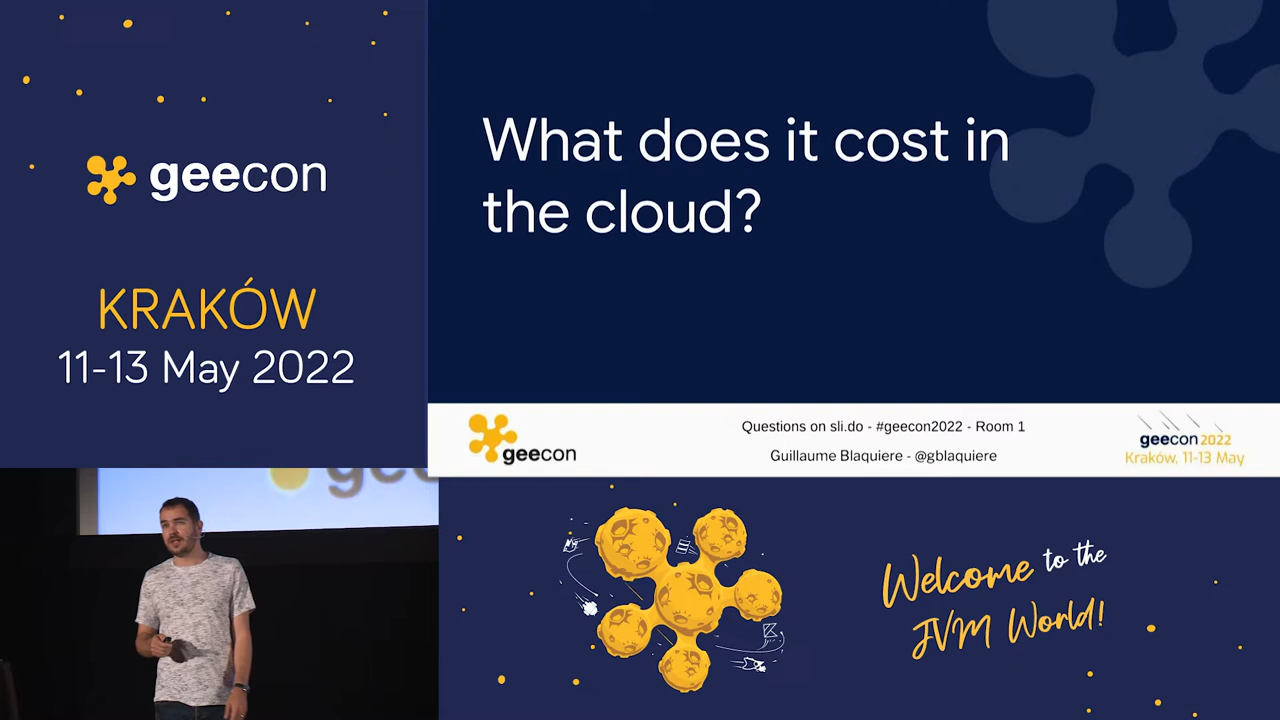 geecon
KRAKÓW
11-13 May 2022
What does it cost in
the cloud?
geecon
Questions on sli.do - #geecon2022 - Room 1
Guillaume Blaquiere - @gblaquiere
geecon 2022
Kraków, 11-13 May
geecon
Welcome to the
JVM World!